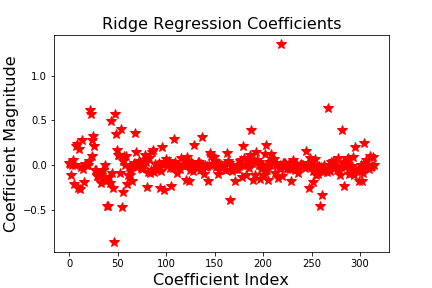 Ridge Regression Coefficients
Coefficient Magnitude
1.0
0.5
0.0
−0.5
0 50 100 150 200 250 300
Coefficient Index